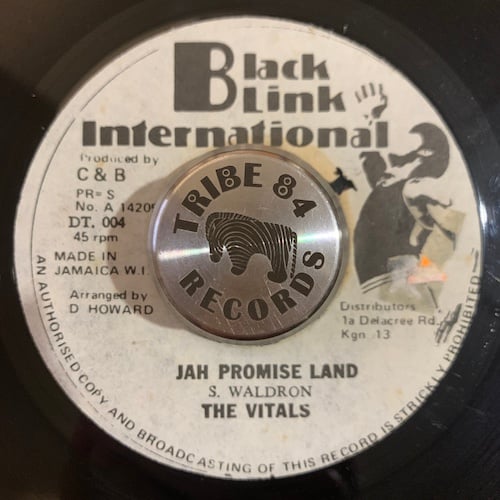 Black
Link
International
Produced by
C & B
PR= S
No. A 1420
DT. 004
45 rpm
MADE IN
JAMAICA W.I.
Arranged by
D HOWARD
TRIBE 84
RECORDS
Distributors
1a Delacree Rd.
Kgn 13
JAH PROMISE LAND
S. WALDRON
THE VITALS
AN AUTHORISED COPY AND BROADCASTING OF THIS RECORD IS STRICKLY PROHIBITED